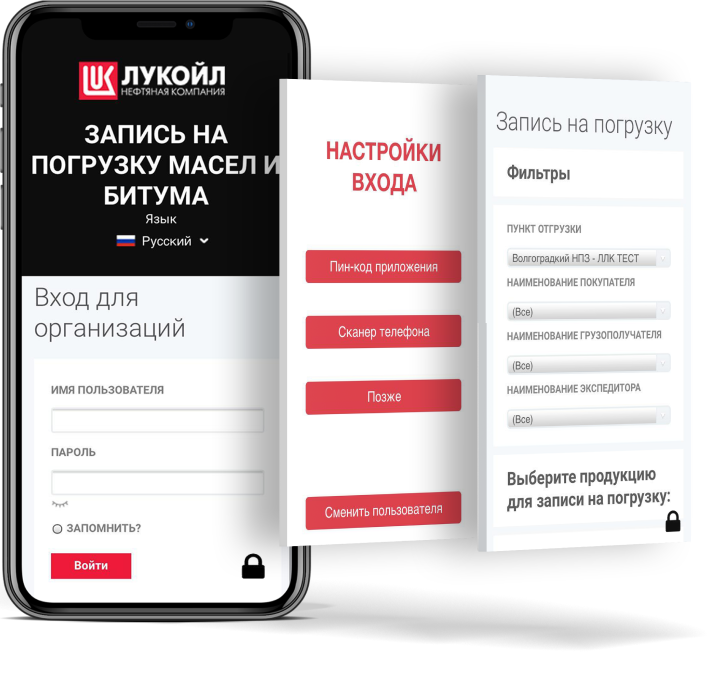 ЛУКОЙЛ
НЕФТЯНАЯ КОМПАНИЯ
ЗАПИСЬ НА
ПОГРУЗКУ МАСЕЛ И
БИТУМА
Язык
Русский
Вход для
организаций
ИМЯ ПОЛЬЗОВАТЕЛЯ
ПАРОЛЬ
ЗАПОМНИТЬ?
Войти
НАСТРОЙКИ
ВХОДА
Пин-код приложения
Сканер телефона
Позже
Сменить пользователя
Запись на погрузку
Фильтры
ПУНКТ ОТГРУЗКИ
Волгоградкий НПЗ - ЛЛК ТЕСТ
НАИМЕНОВАНИЕ ПОКУПАТЕЛЯ
(Все)
НАИМЕНОВАНИЕ ГРУЗОПОЛУЧАТЕЛЯ
(Все)
НАИМЕНОВАНИЕ ЭКСПЕДИТОРА
(Все)
Выберите продукцию
для записи на погрузку: